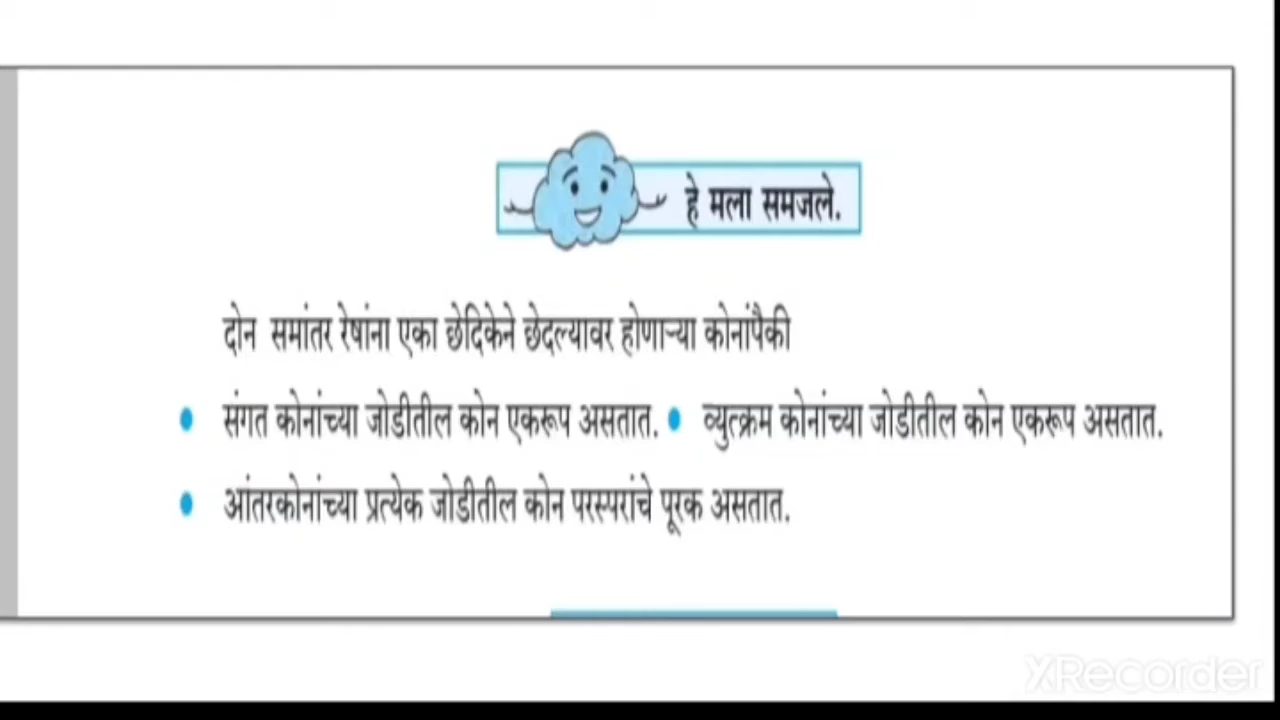 हे मला समजले.
दोन समांतर रेषांना एका छेदिकेने छेदल्यावर होणाऱ्या कोनांपैकी
• संगत कोनांच्या जोडीतील कोन एकरूप असतात. • व्युत्क्रम कोनांच्या जोडीतील कोन एकरूप असतात.
• आंतरकोनांच्या प्रत्येक जोडीतील कोन परस्परांचे पूरक असतात.
XRecorder